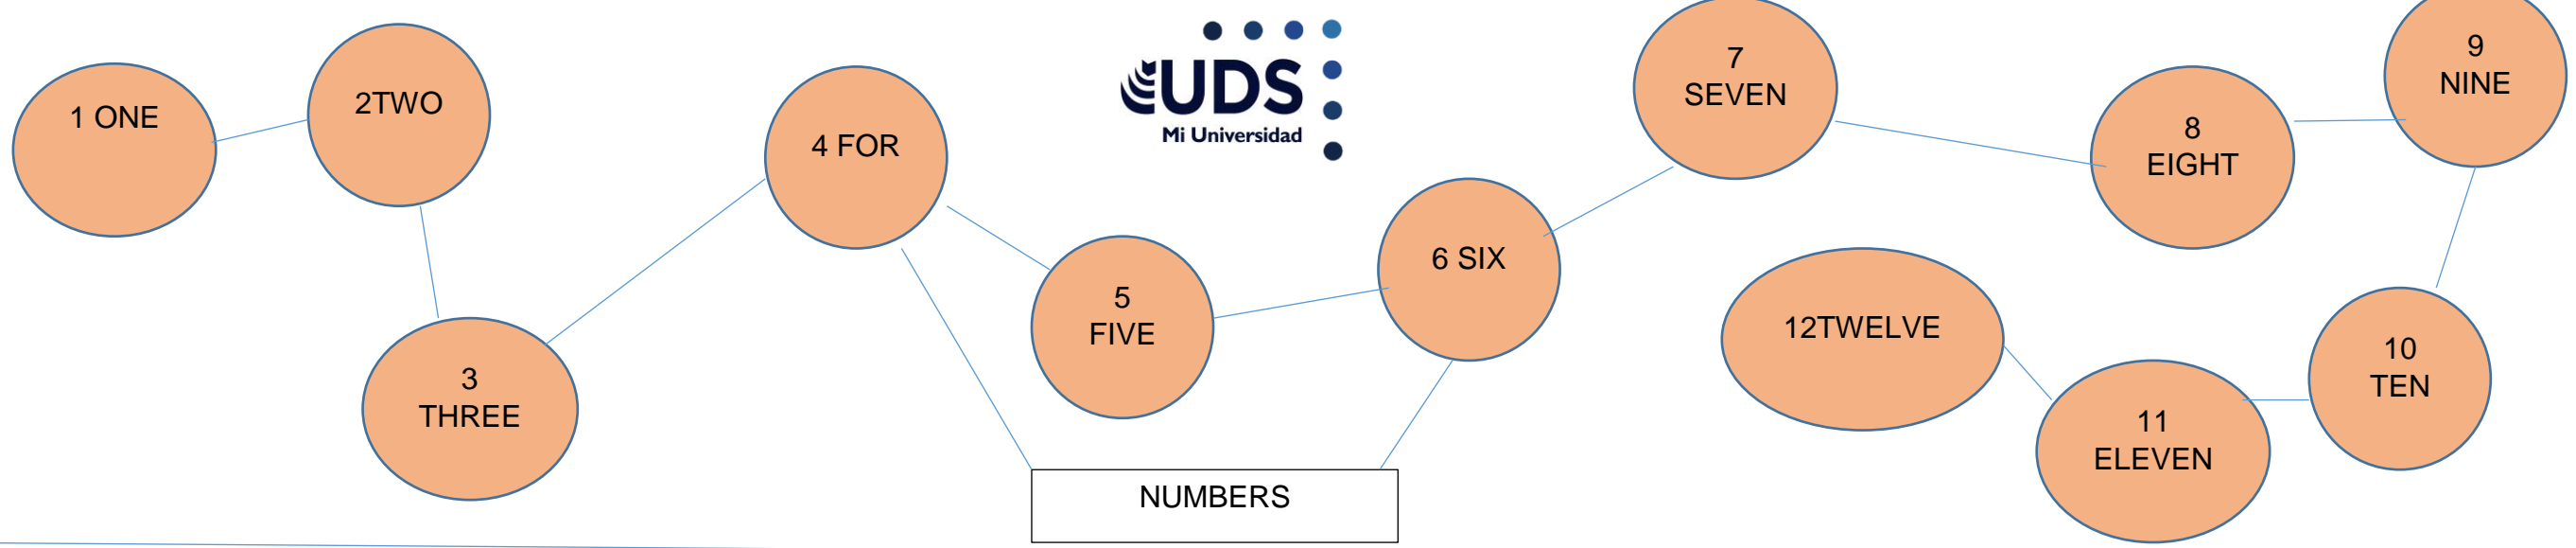 1 ONE
2TWO
3
THREE
4 FOR
5
FIVE
6 SIX
7
SEVEN
8
EIGHT
9
NINE
10
TEN
11
ELEVEN
12TWELVE
NUMBERS
UDS
Mi Universidad